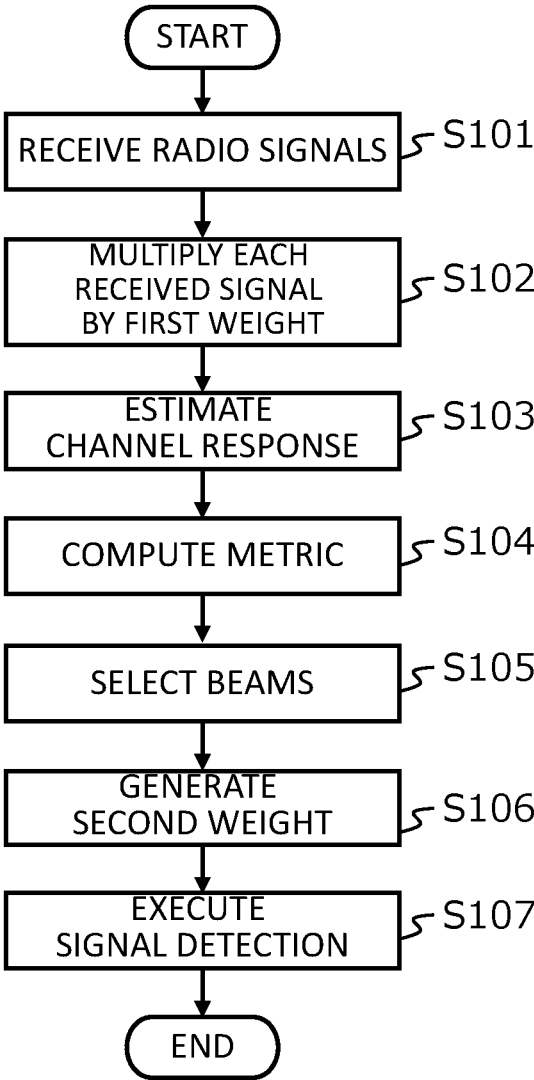 START
RECEIVE RADIO SIGNALS
S101
MULTIPLY EACH
RECEIVED SIGNAL
BY FIRST WEIGHT
S102
ESTIMATE
CHANNEL RESPONSE
S103
COMPUTE METRIC
S104
SELECT BEAMS
S105
GENERATE
SECOND WEIGHT
S106
EXECUTE
SIGNAL DETECTION
S107
END